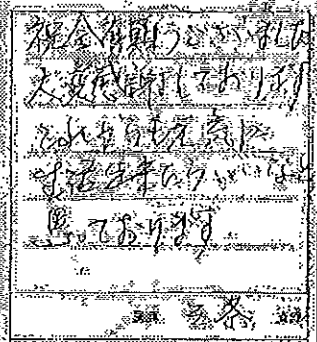 祝金有難うございました
大変感謝しております
これからも元気に
生活出来たらいいなと
思っております